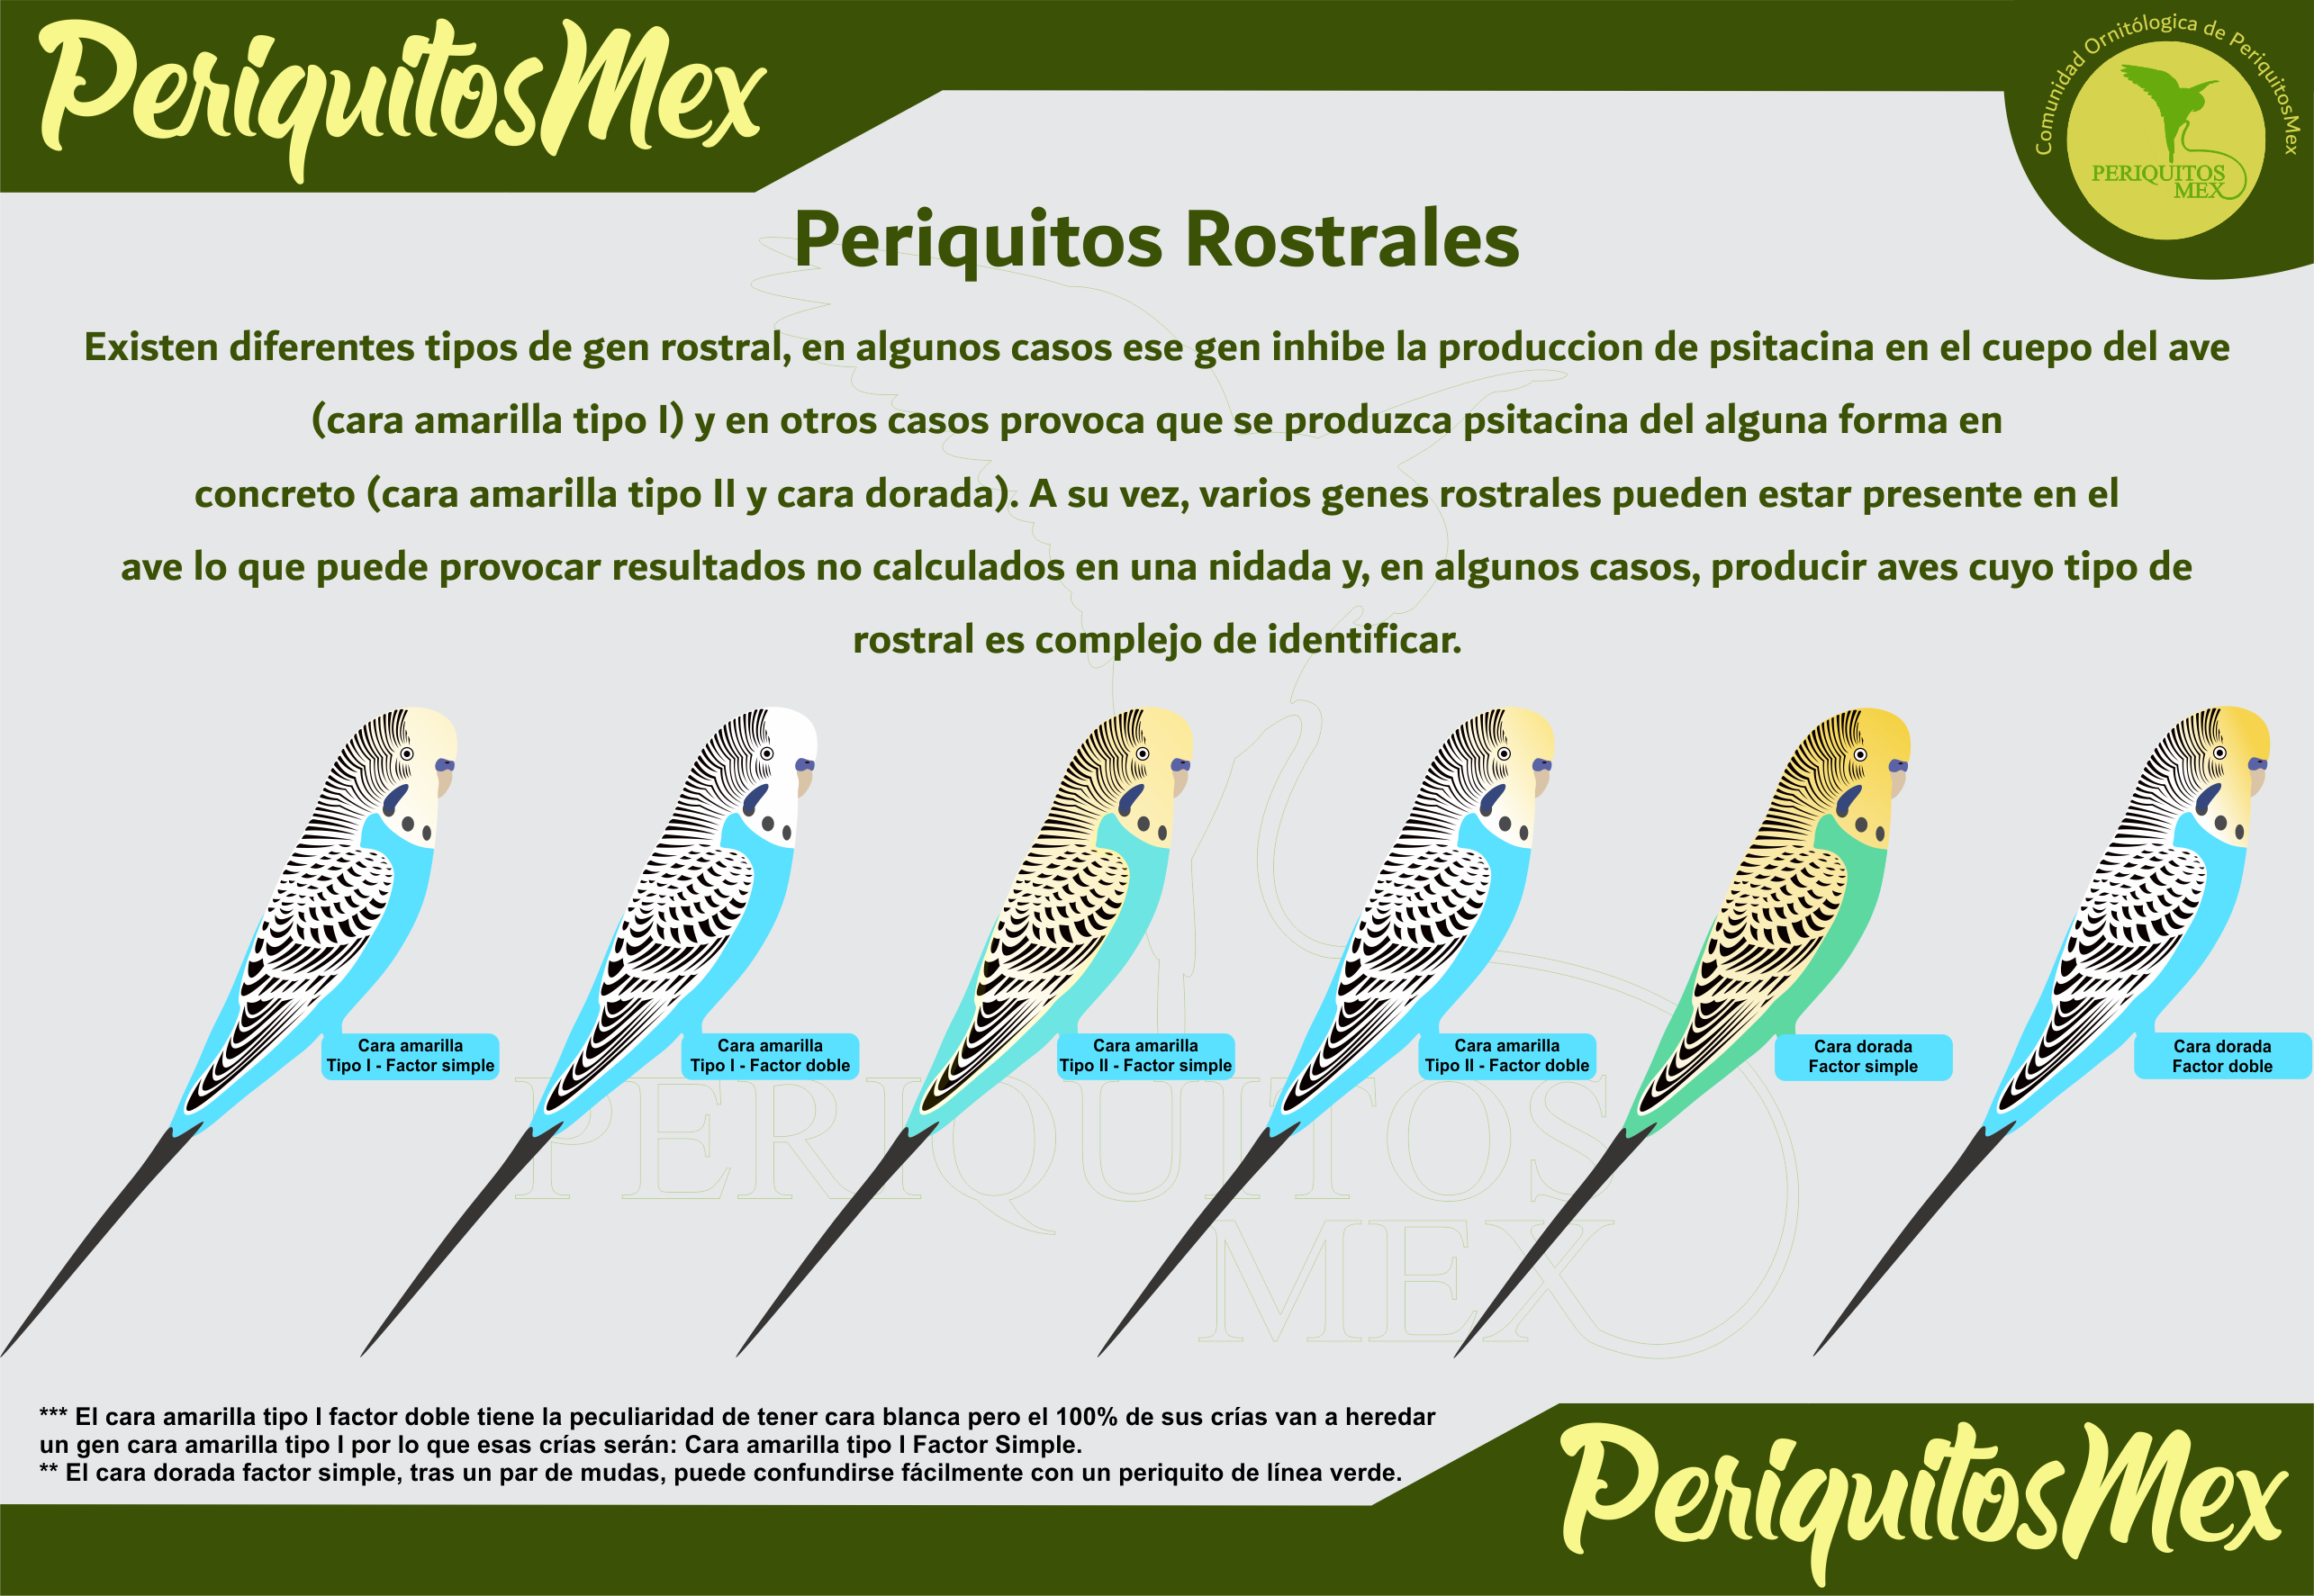 PeriquitosMex
Comunidad Ornitólogica de PeriquitosMex
PERIQUITOS
MEX
Periquitos Rostrales
Existen diferentes tipos de gen rostral, en algunos casos ese gen inhibe la produccion de psitacina en el cuepo del ave
(cara amarilla tipo I) y en otros casos provoca que se produzca psitacina del alguna forma en
concreto (cara amarilla tipo II y cara dorada). A su vez, varios genes rostrales pueden estar presente en el
ave lo que puede provocar resultados no calculados en una nidada y, en algunos casos, producir aves cuyo tipo de
rostral es complejo de identificar.
Cara amarilla
Tipo I - Factor simple
Cara amarilla
Tipo I - Factor doble
Cara amarilla
Tipo II - Factor simple
Cara amarilla
Tipo II - Factor doble
Cara dorada
Factor simple
Cara dorada
Factor doble
PERIQUITOS
MEX
*** El cara amarilla tipo I factor doble tiene la peculiaridad de tener cara blanca pero el 100% de sus crías van a heredar
un gen cara amarilla tipo I por lo que esas crías serán: Cara amarilla tipo I Factor Simple.
** El cara dorada factor simple, tras un par de mudas, puede confundirse fácilmente con un periquito de línea verde.
PeriquitosMex